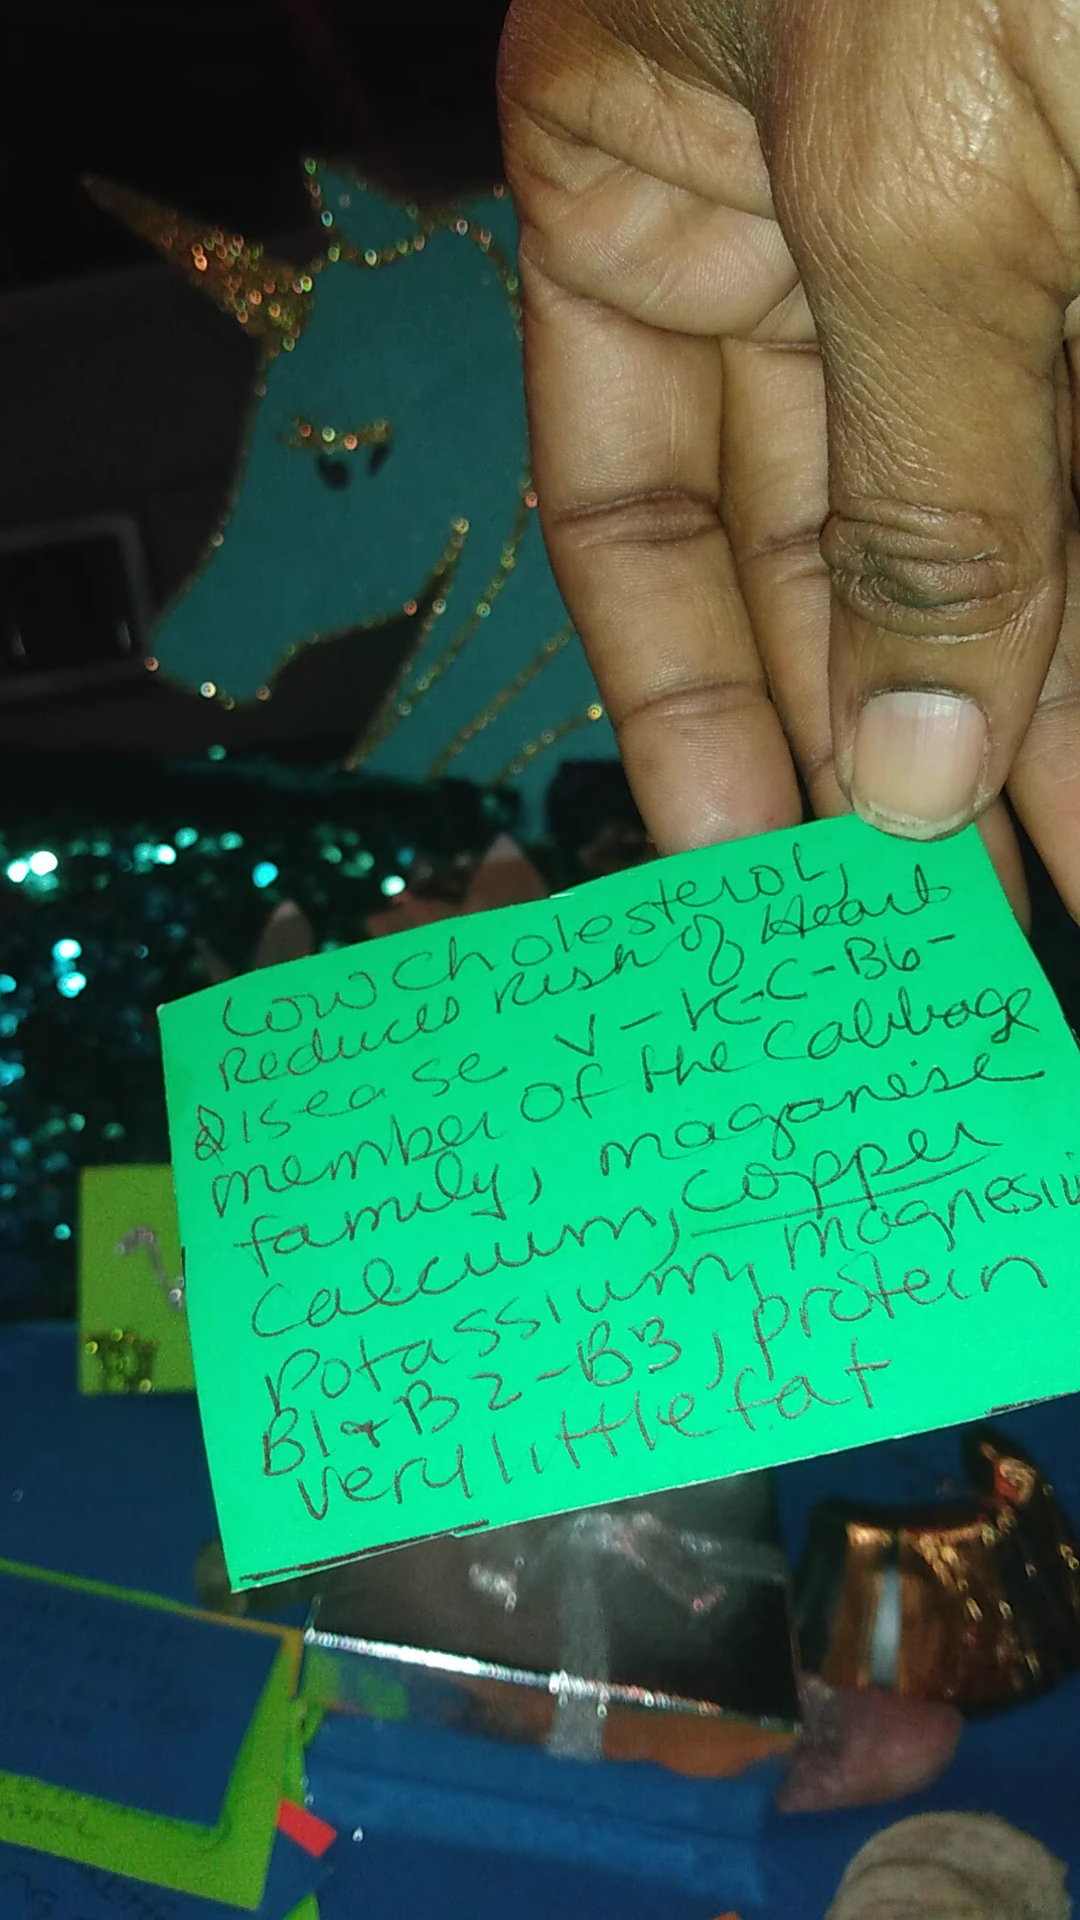 Low Cholesterol,
Reduces Risk of Heart
Disease V-K-C-B6-
member of the Cabbage
family, maganese
Calcium, copper
Potassium, magnesiu
B1 & B2-B3, protein
very little fat